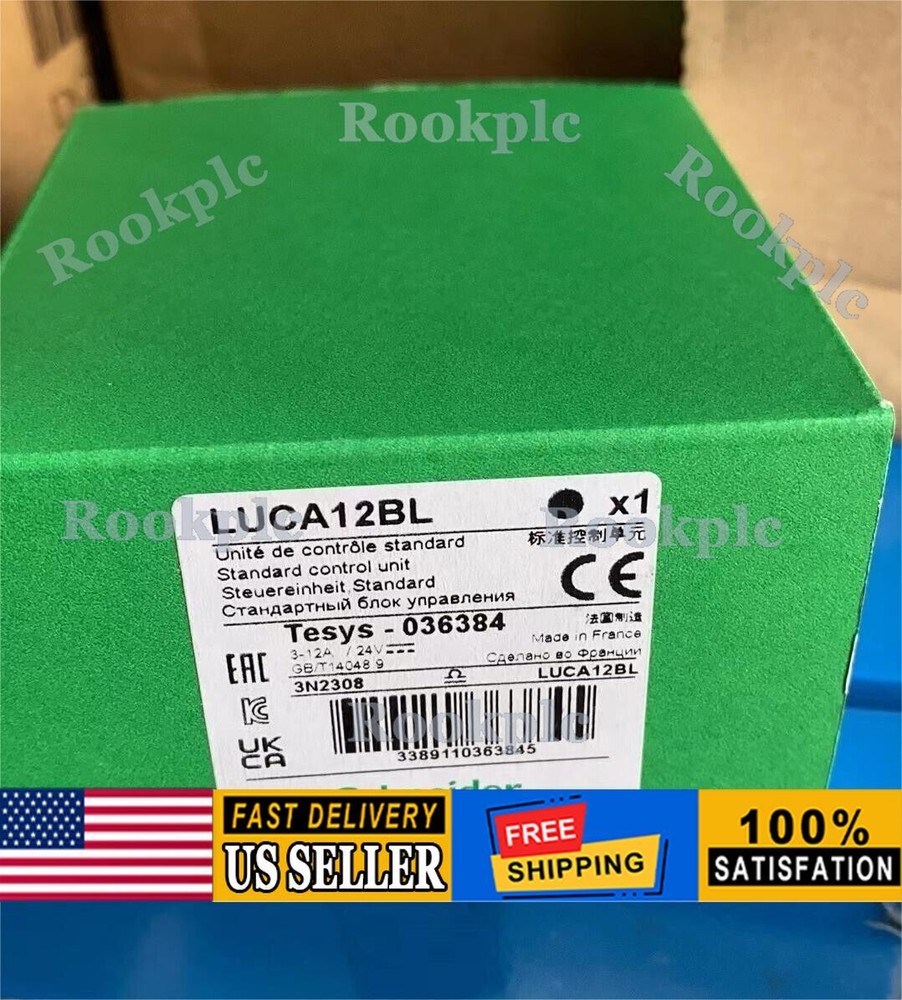 Rookplc
Rookplc
Rookplc
LUCA12BL
x1
Rookplc
Rookplc
Unité de contrôle standard
标准控制单元
Standard control unit
Steuereinheit, Standard
CE
Стандартный блок управления
Tesys - 036384
法国制造
Made in France
3-12A / 24V
Сделано во Франции
EAC
GB/T14048.9
3N2308
LUCA12BL
UK
CA
Rookplc
3389110363845
Schneider
FAST DELIVERY
US SELLER
FREE
SHIPPING
100%
SATISFATION